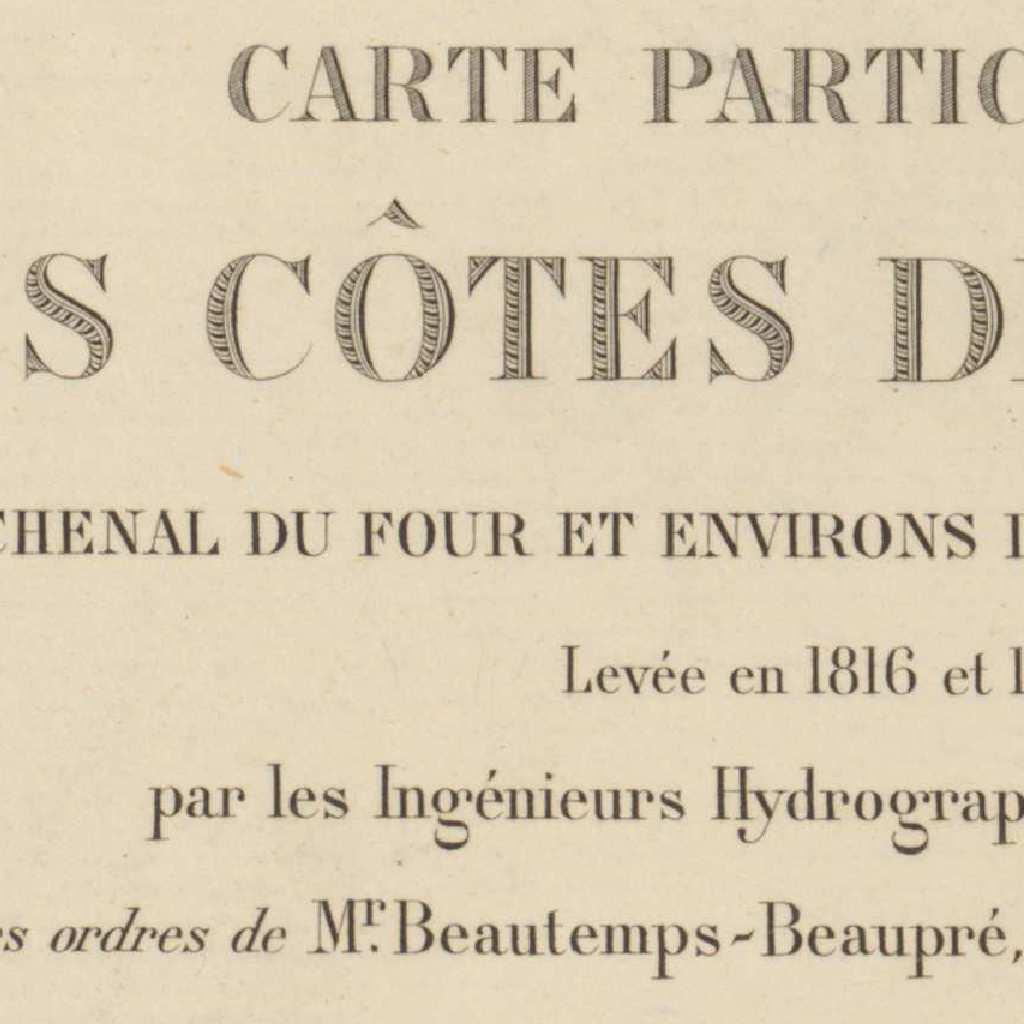 CARTE PARTIC
S CÔTES D
CHENAL DU FOUR ET ENVIRONS
Levée en 1816 et 1
par les Ingénieurs Hydrograp
es ordres de Mr. Beautemps-Beaupré,